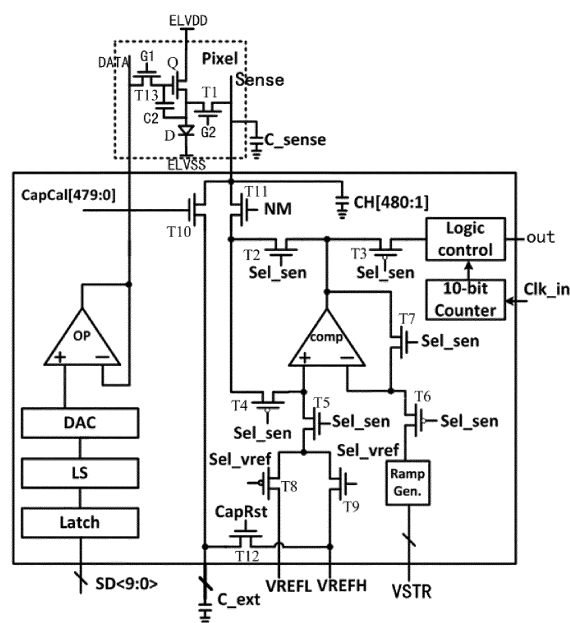 ELVDD
DATA G1 Q Pixel
Sense
T13 T1
C2 G2
D C_sense
ELVSS
CapCal[479:0] T11 CH[480:1]
NM
T10
T2 T3 Logic control out
Sel_sen Sel_sen
10-bit Counter Clk_in
OP comp T7
+ − + − Sel_sen
T4 T5 T6
Sel_sen Sel_sen Sel_sen
DAC
Sel_vref Sel_vref
LS T8 T9 Ramp Gen.
CapRst
Latch
T12
SD<9:0> VREFL VREFH VSTR
C_ext